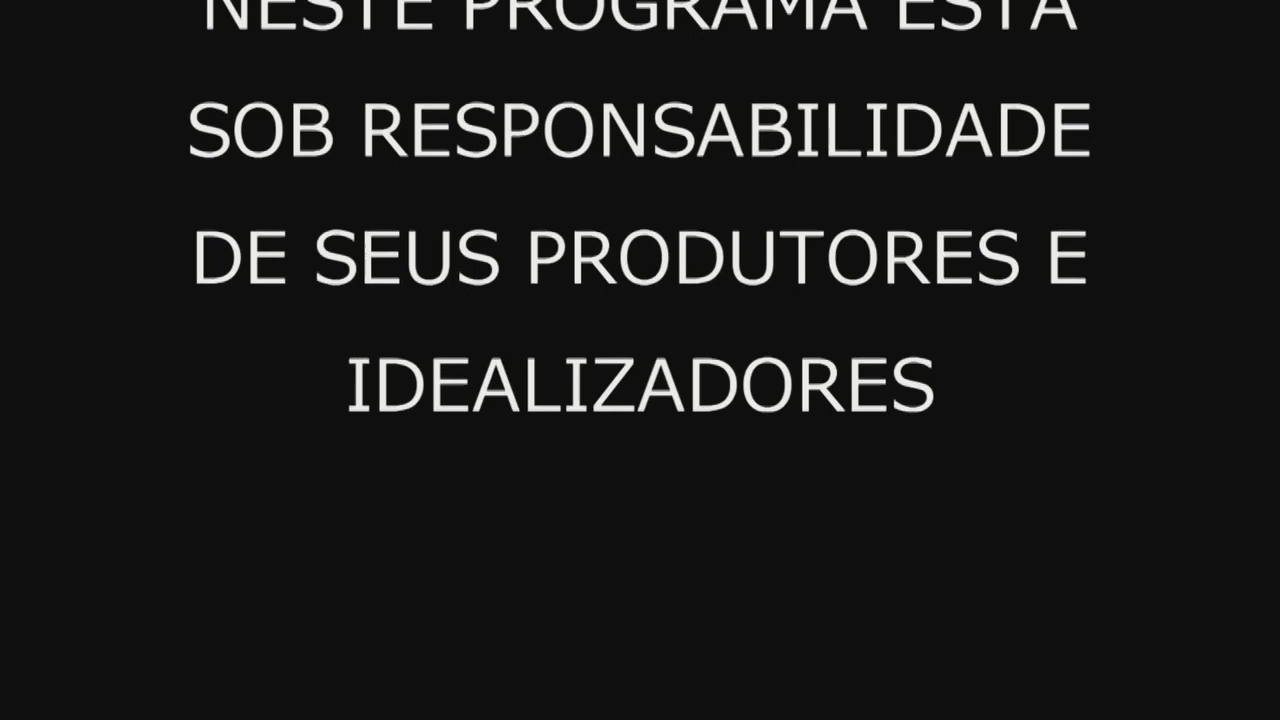 NESTE PROGRAMA ESTA
SOB RESPONSABILIDADE
DE SEUS PRODUTORES E
IDEALIZADORES